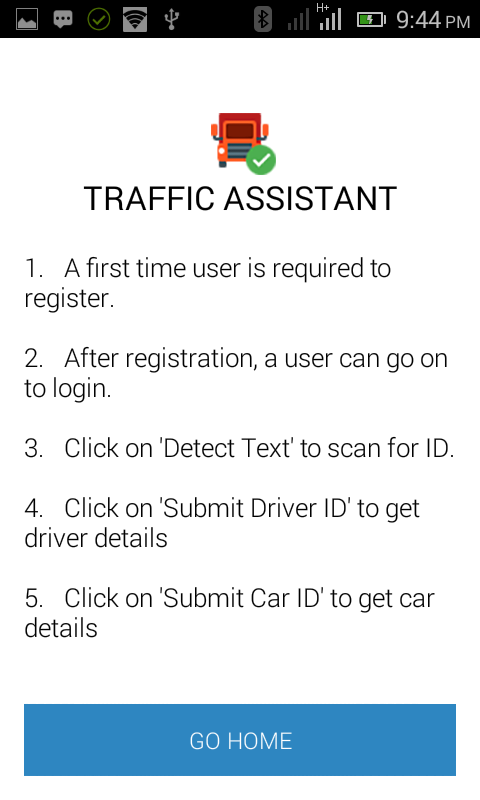 H+ 9:44 PM
TRAFFIC ASSISTANT
1. A first time user is required to
register.
2. After registration, a user can go on
to login.
3. Click on 'Detect Text' to scan for ID.
4. Click on 'Submit Driver ID' to get
driver details
5. Click on 'Submit Car ID' to get car
details
GO HOME